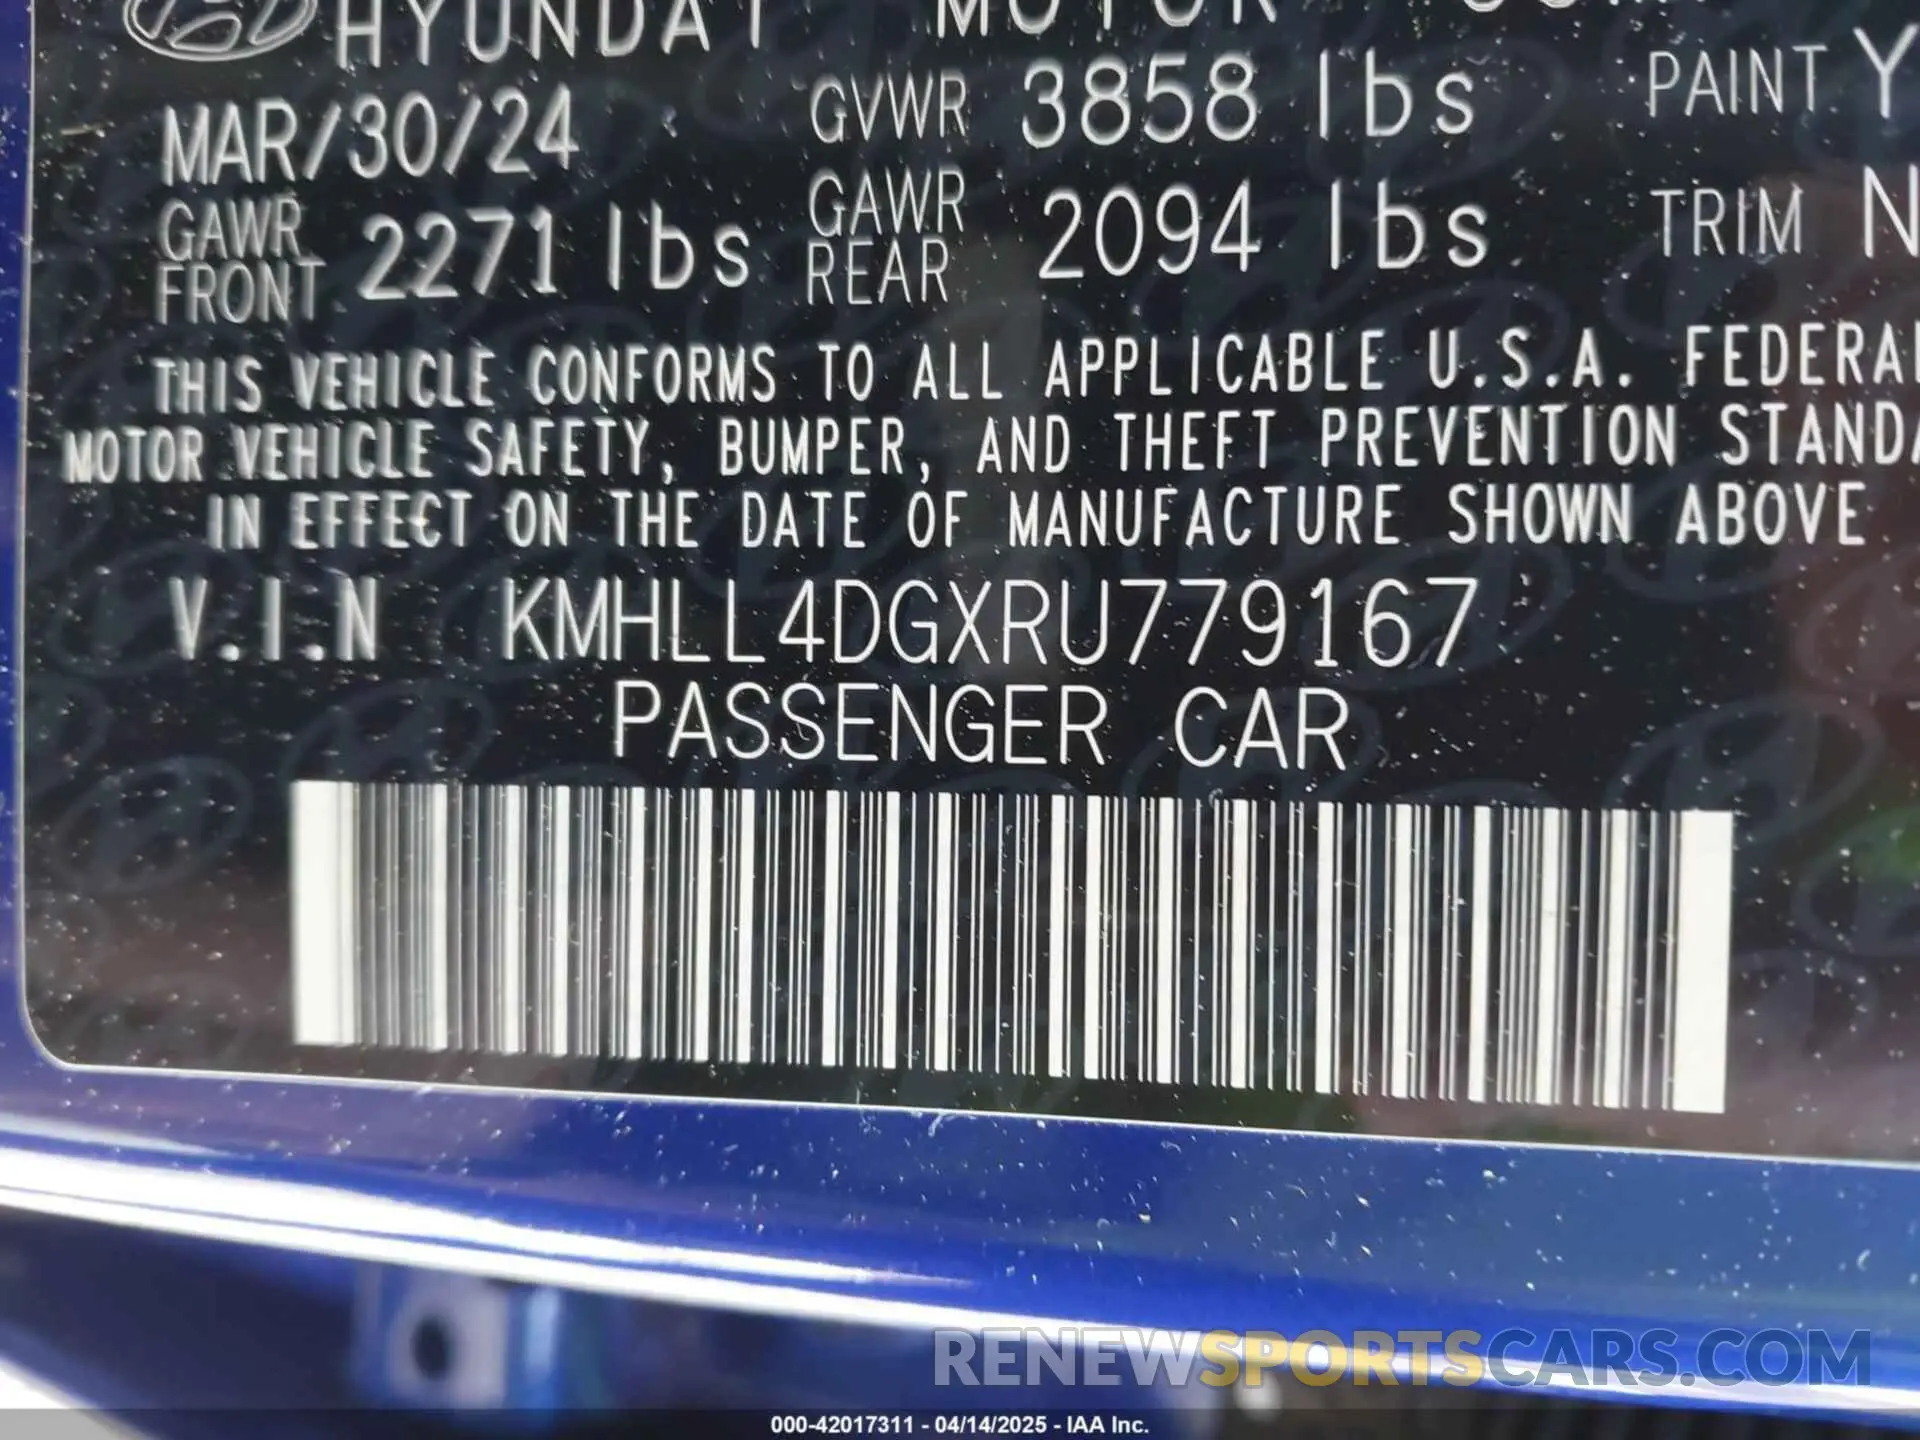 HYUNDAI MOTOR
MAR/30/24 GVWR 3858 lbs PAINT Y
GAWR FRONT 2271 lbs GAWR REAR 2094 lbs TRIM N
THIS VEHICLE CONFORMS TO ALL APPLICABLE U.S.A. FEDERAL
MOTOR VEHICLE SAFETY, BUMPER, AND THEFT PREVENTION STANDA
IN EFFECT ON THE DATE OF MANUFACTURE SHOWN ABOVE
V.I.N KMHLL4DGXRU779167
PASSENGER CAR
RENEWSPORTSCARS.COM
000-42017311 - 04/14/2025 - IAA Inc.